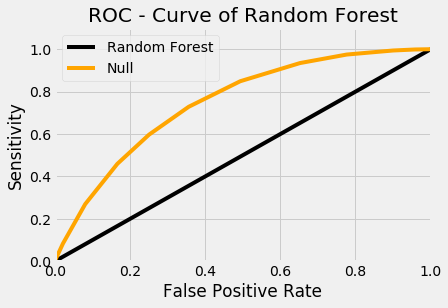 ROC - Curve of Random Forest
Random Forest
Null
Sensitivity
1.0
0.8
0.6
0.4
0.2
0.0
0.0 0.2 0.4 0.6 0.8 1.0
False Positive Rate